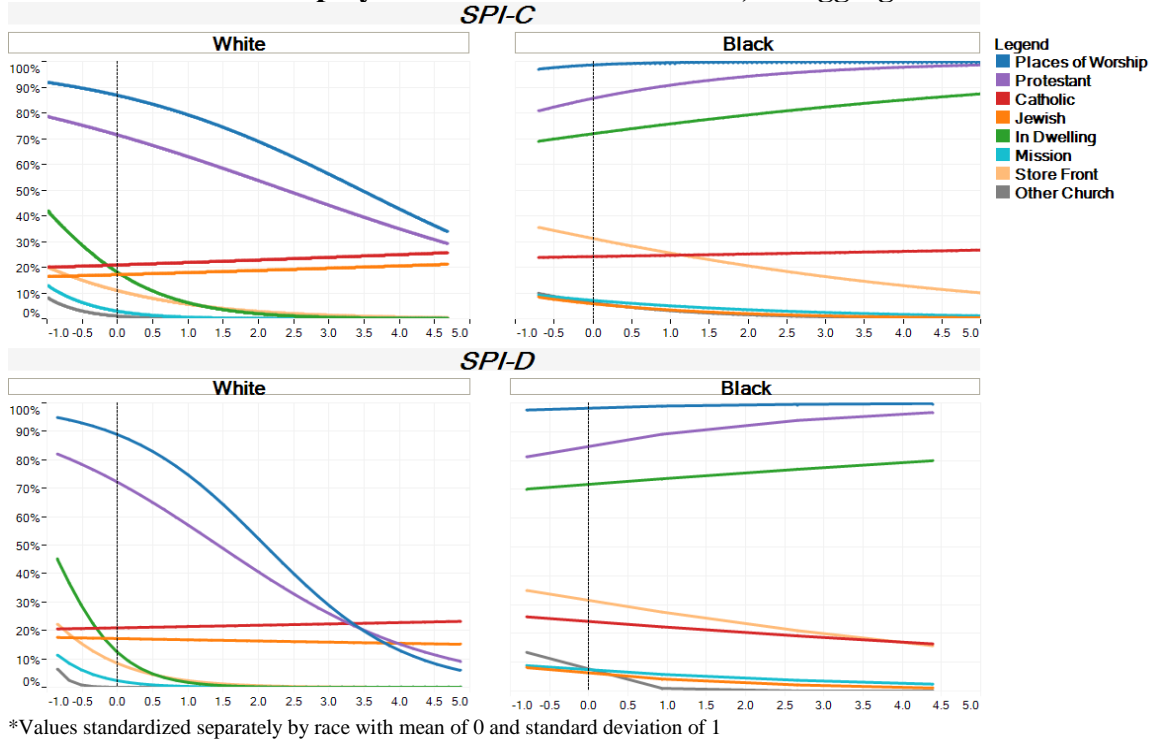 SPI-C
White Black
Legend
Places of Worship
Protestant
Catholic
Jewish
In Dwelling
Mission
Store Front
Other Church
100%
90%
80%
70%
60%
50%
40%
30%
20%
10%
0%
-1.0 -0.5 0.0 0.5 1.0 1.5 2.0 2.5 3.0 3.5 4.0 4.5 5.0
-0.5 0.0 0.5 1.0 1.5 2.0 2.5 3.0 3.5 4.0 4.5 5.0
SPI-D
White Black
100%
90%
80%
70%
60%
50%
40%
30%
20%
10%
0%
-1.0 -0.5 0.0 0.5 1.0 1.5 2.0 2.5 3.0 3.5 4.0 4.5 5.0
-1.0 -0.5 0.0 0.5 1.0 1.5 2.0 2.5 3.0 3.5 4.0 4.5 5.0
*Values standardized separately by race with mean of 0 and standard deviation of 1